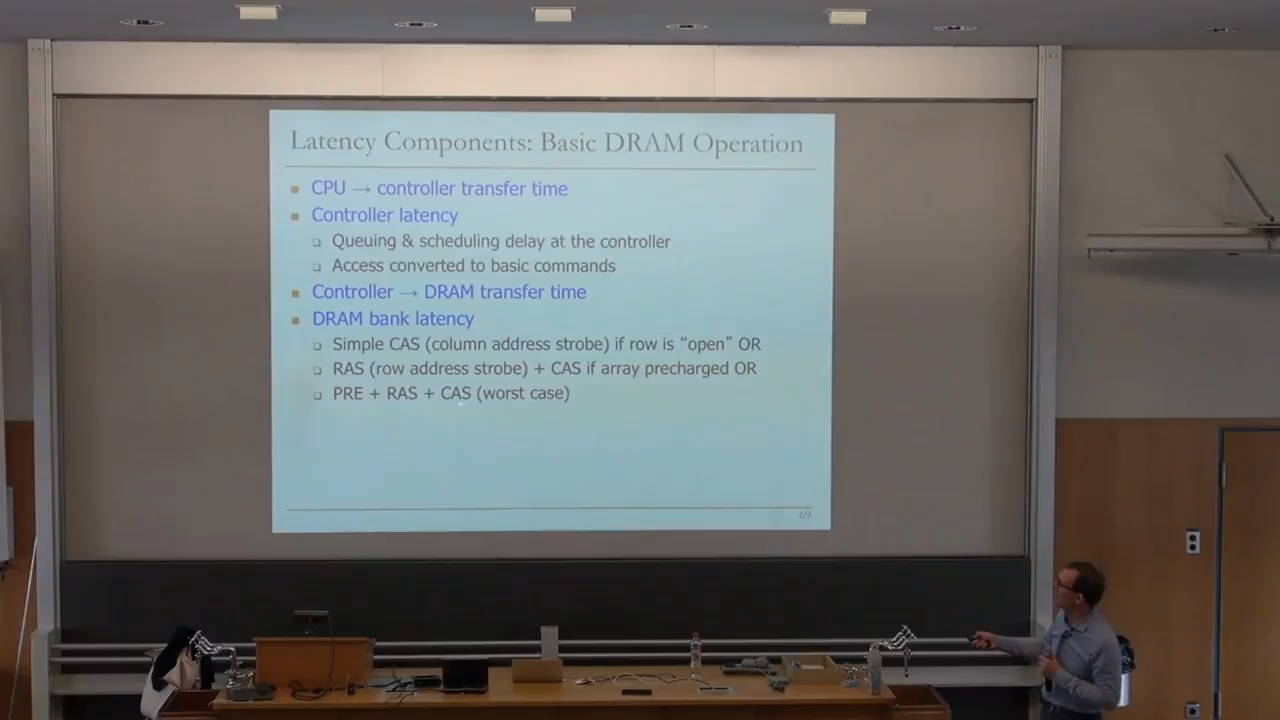 Latency Components: Basic DRAM Operation
CPU → controller transfer time
Controller latency
Queuing & scheduling delay at the controller
Access converted to basic commands
Controller → DRAM transfer time
DRAM bank latency
Simple CAS (column address strobe) if row is “open” OR
RAS (row address strobe) + CAS if array precharged OR
PRE + RAS + CAS (worst case)
69